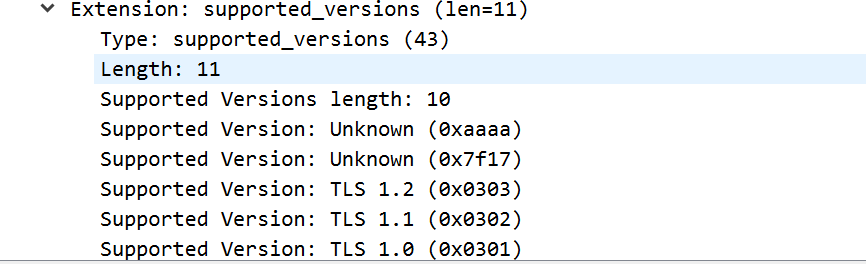 Extension: supported_versions (len=11)
Type: supported_versions (43)
Length: 11
Supported Versions length: 10
Supported Version: Unknown (0xaaaa)
Supported Version: Unknown (0x7f17)
Supported Version: TLS 1.2 (0x0303)
Supported Version: TLS 1.1 (0x0302)
Supported Version: TLS 1.0 (0x0301)